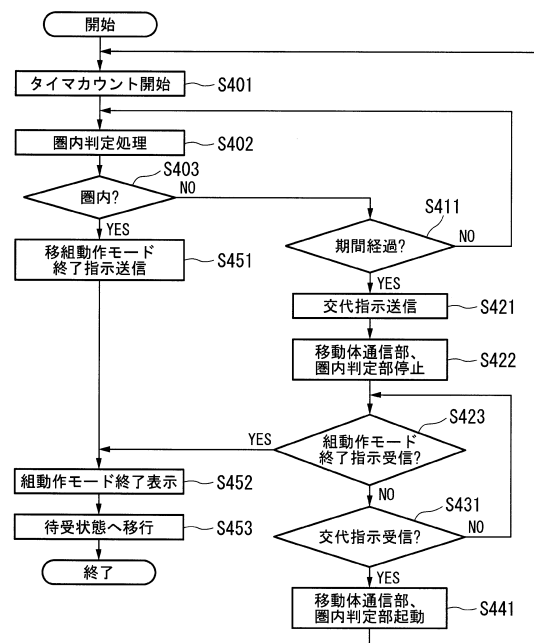 開始
タイマカウント開始
S401
圏内判定処理
S402
圏内?
S403
NO
YES
移組動作モード
終了指示送信
S451
期間経過?
S411
NO
YES
交代指示送信
S421
移動体通信部、
圏内判定部停止
S422
組動作モード
終了指示受信?
S423
YES
NO
組動作モード終了表示
S452
待受状態へ移行
S453
終了
交代指示受信?
S431
NO
YES
移動体通信部、
圏内判定部起動
S441